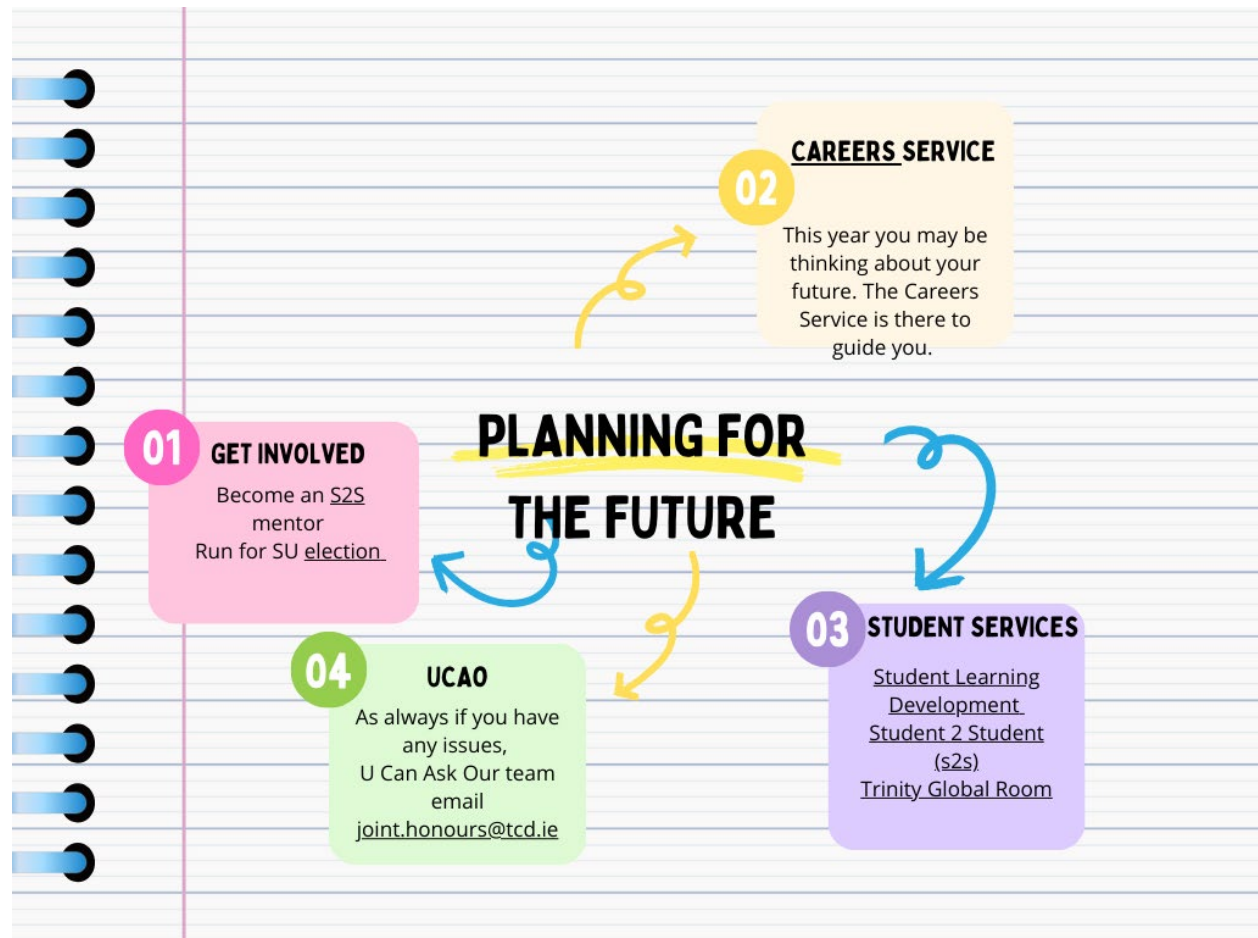 PLANNING FOR
THE FUTURE
01
GET INVOLVED
Become an S2S
mentor
Run for SU election
02
CAREERS SERVICE
This year you may be
thinking about your
future. The Careers
Service is there to
guide you.
03
STUDENT SERVICES
Student Learning
Development
Student 2 Student
(s2s)
Trinity Global Room
04
UCAO
As always if you have
any issues,
U Can Ask Our team
email
joint.honours@tcd.ie